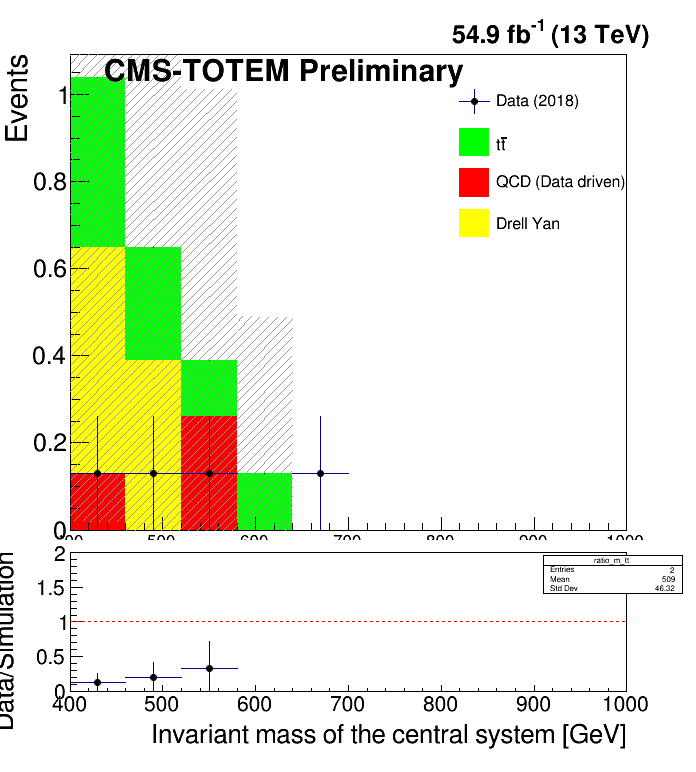 54.9 fb-1 (13 TeV)
CMS-TOTEM Preliminary
Events
1
0.8
0.6
0.4
0.2
0
Data (2018)
tt̄
QCD (Data driven)
Drell Yan
400 500 600 700 800 900 1000
Data/Simulation
2
1.5
1
0.5
0
ratio_m_tt
Entries 2
Mean 509
Std Dev 46.32
400 500 600 700 800 900 1000
Invariant mass of the central system [GeV]